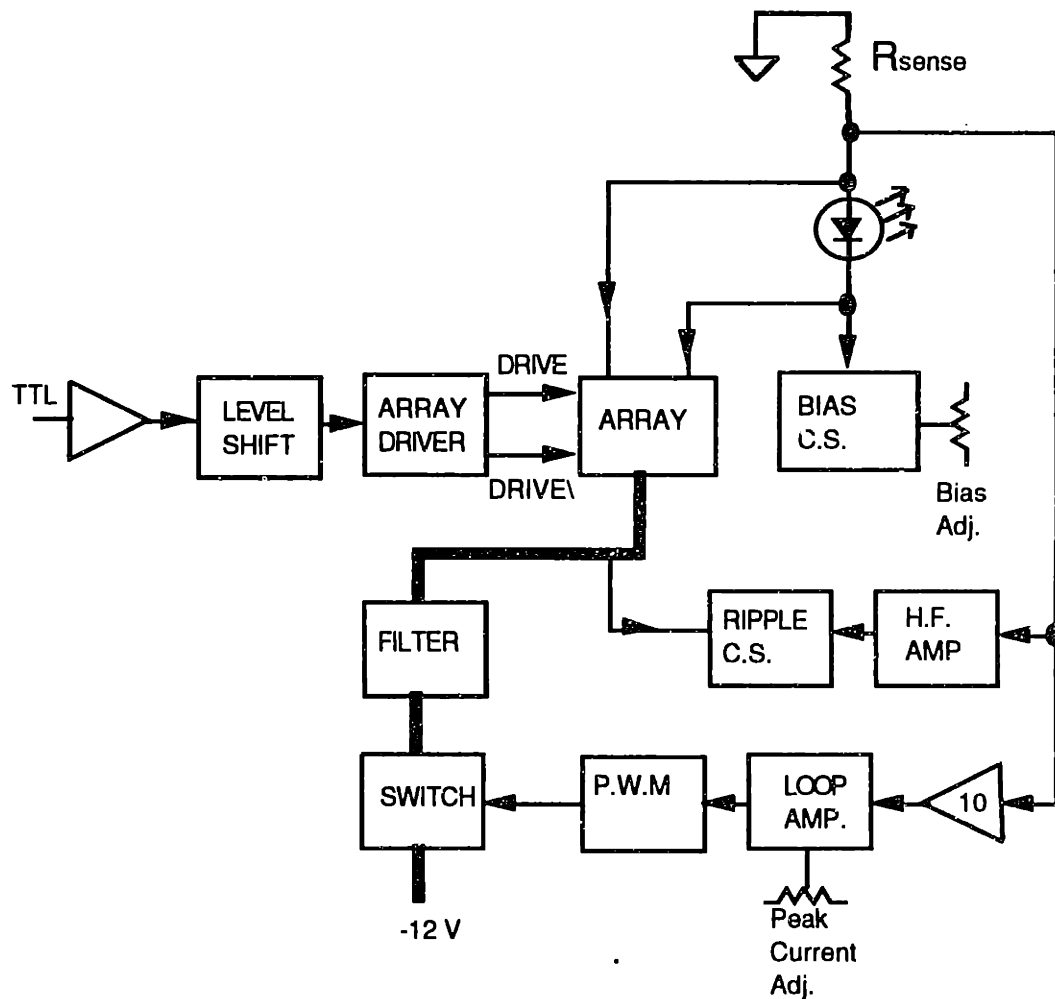 Rsense
TTL
LEVEL
SHIFT
ARRAY
DRIVER
DRIVE
DRIVE\
ARRAY
BIAS
C.S.
Bias
Adj.
FILTER
RIPPLE
C.S.
H.F.
AMP
SWITCH
P.W.M
LOOP
AMP.
10
-12 V
Peak
Current
Adj.